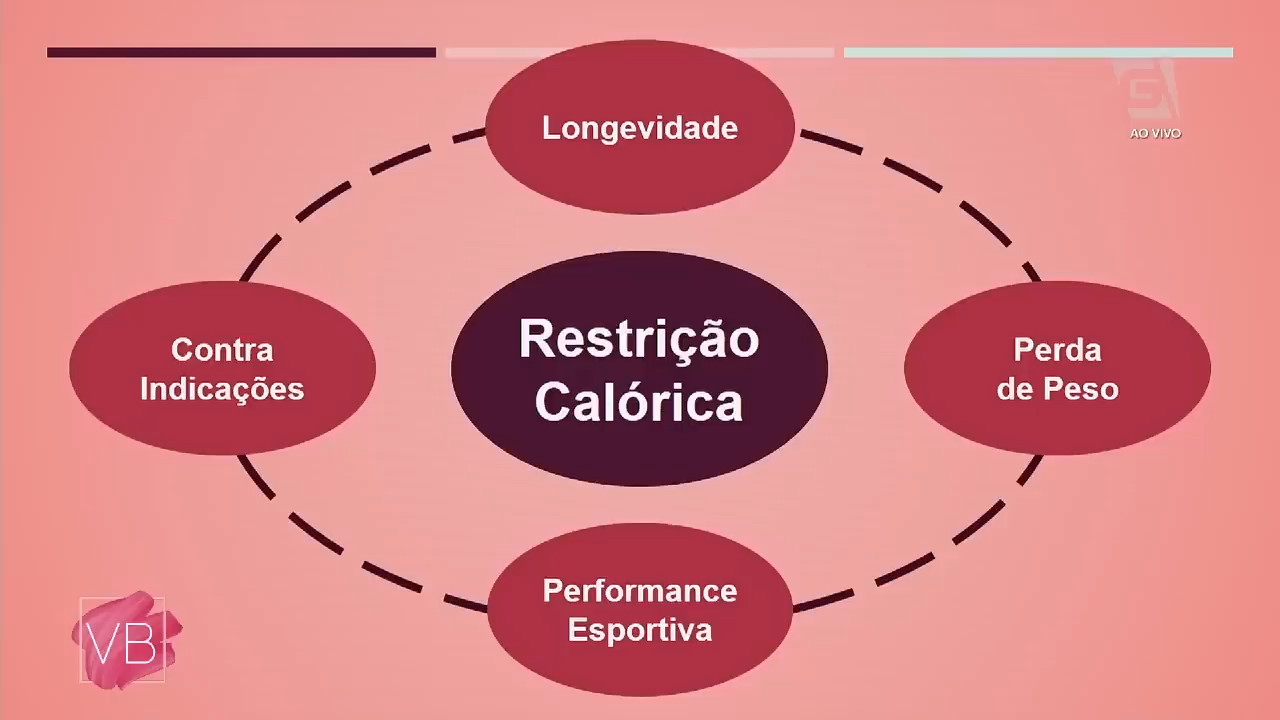 Longevidade
AO VIVO
Contra
Indicações
Restrição
Calórica
Perda
de Peso
Performance
Esportiva
VB